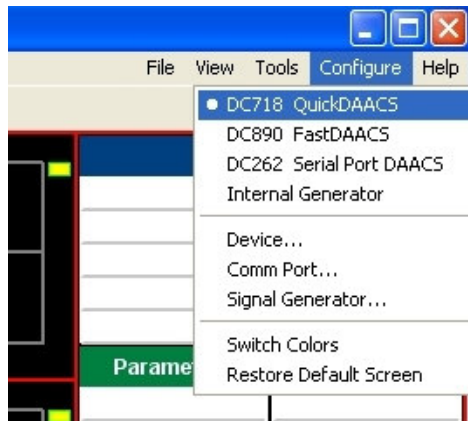 File View Tools Configure Help
DC718 QuickDAACS
DC890 FastDAACS
DC262 Serial Port DAACS
Internal Generator
Device...
Comm Port...
Signal Generator...
Switch Colors
Restore Default Screen